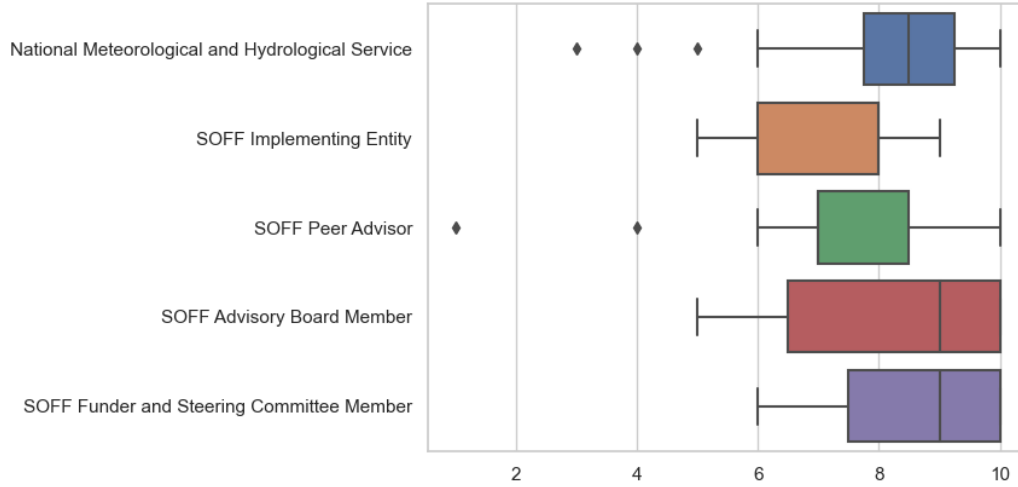 National Meteorological and Hydrological Service
SOFF Implementing Entity
SOFF Peer Advisor
SOFF Advisory Board Member
SOFF Funder and Steering Committee Member
2 4 6 8 10